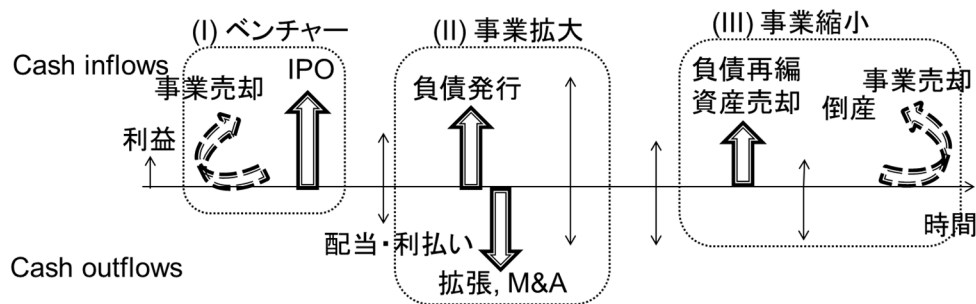 (I) ベンチャー
(II) 事業拡大
(III) 事業縮小
Cash inflows
事業売却
IPO
負債発行
負債再編
資産売却
倒産
事業売却
利益
配当・利払い
時間
Cash outflows
拡張, M&A